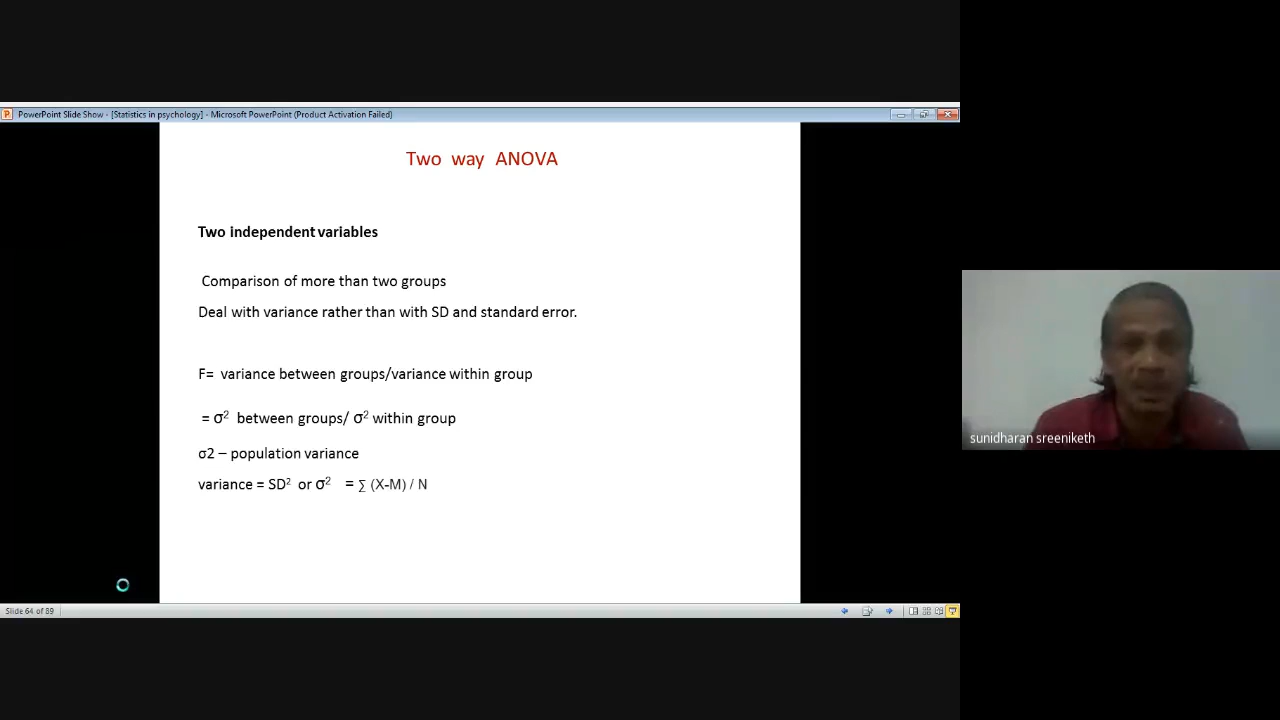 PowerPoint Slide Show - [Statistics in psychology] - Microsoft PowerPoint (Product Activation Failed)
Two way ANOVA
Two independent variables
Comparison of more than two groups
Deal with variance rather than with SD and standard error.
F= variance between groups/variance within group
= σ² between groups/ σ² within group
σ2 – population variance
variance = SD² or σ² = ∑ (X-M) / N
sunidharan sreeniketh
Slide 64 of 89